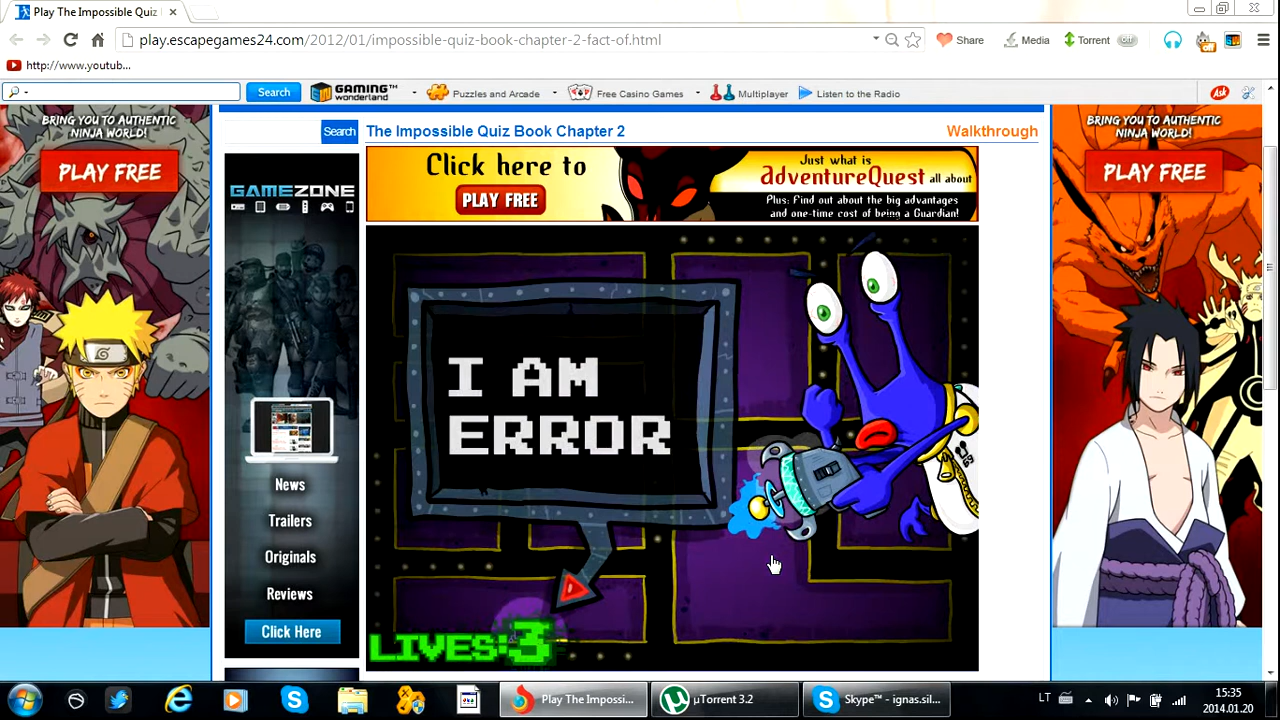 Play The Impossible Quiz
play.escapegames24.com/2012/01/impossible-quiz-book-chapter-2-fact-of.html
Share
Media
Torrent
off
off
http://www.youtub...
Search
GAMING WONDERLAND™
Puzzles and Arcade
Free Casino Games
Multiplayer
Listen to the Radio
Ask
BRING YOU TO AUTHENTIC
NINJA WORLD!
PLAY FREE
Search
The Impossible Quiz Book Chapter 2
Walkthrough
Click here to
PLAY FREE
Just what is
AdventureQuest all about
Plus: Find out about the big advantages
and one-time cost of being a Guardian!
BRING YOU TO AUTHENTIC
NINJA WORLD!
PLAY FREE
GAMEZONE
News
Trailers
Originals
Reviews
Click Here
I AM
ERROR
LIVES:3
Play The Impossi...
µTorrent 3.2
Skype™ - ignas.sil...
LT
15:35
2014.01.20